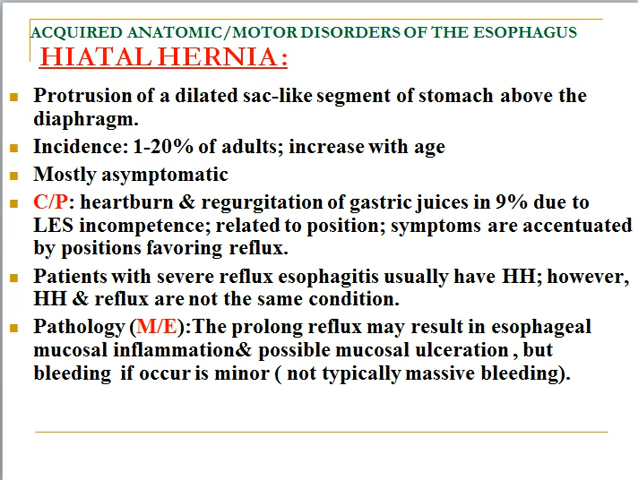 ACQUIRED ANATOMIC/MOTOR DISORDERS OF THE ESOPHAGUS
HIATAL HERNIA:
Protrusion of a dilated sac-like segment of stomach above the
diaphragm.
Incidence: 1-20% of adults; increase with age
Mostly asymptomatic
C/P: heartburn & regurgitation of gastric juices in 9% due to
LES incompetence; related to position; symptoms are accentuated
by positions favoring reflux.
Patients with severe reflux esophagitis usually have HH; however,
HH & reflux are not the same condition.
Pathology (M/E):The prolong reflux may result in esophageal
mucosal inflammation& possible mucosal ulceration , but
bleeding if occur is minor ( not typically massive bleeding).